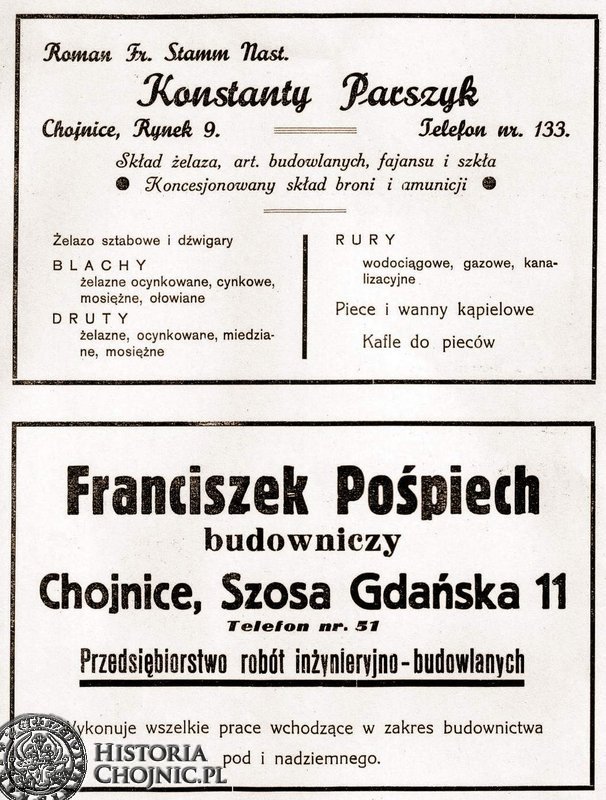 Roman Fr. Stamm Nast.
Konstanty Parszyk
Chojnice, Rynek 9. Telefon nr. 133.
Skład żelaza, art. budowlanych, fajansu i szkła
Koncesjonowany skład broni i amunicji
Żelazo sztabowe i dźwigary
BLACHY
żelazne ocynkowane, cynkowe,
mosiężne, ołowiane
DRUTY
żelazne, ocynkowane, miedzia-
ne, mosiężne
RURY
wodociągowe, gazowe, kana-
lizacyjne
Piece i wanny kąpielowe
Kafle do pieców
Franciszek Pośpiech
budowniczy
Chojnice, Szosa Gdańska 11
Telefon nr. 51
Przedsiębiorstwo robót inżynieryjno-budowlanych
Wykonuje wszelkie prace wchodzące w zakres budownictwa
pod i nadziemnego.
HISTORIA
CHOJNIC.PL